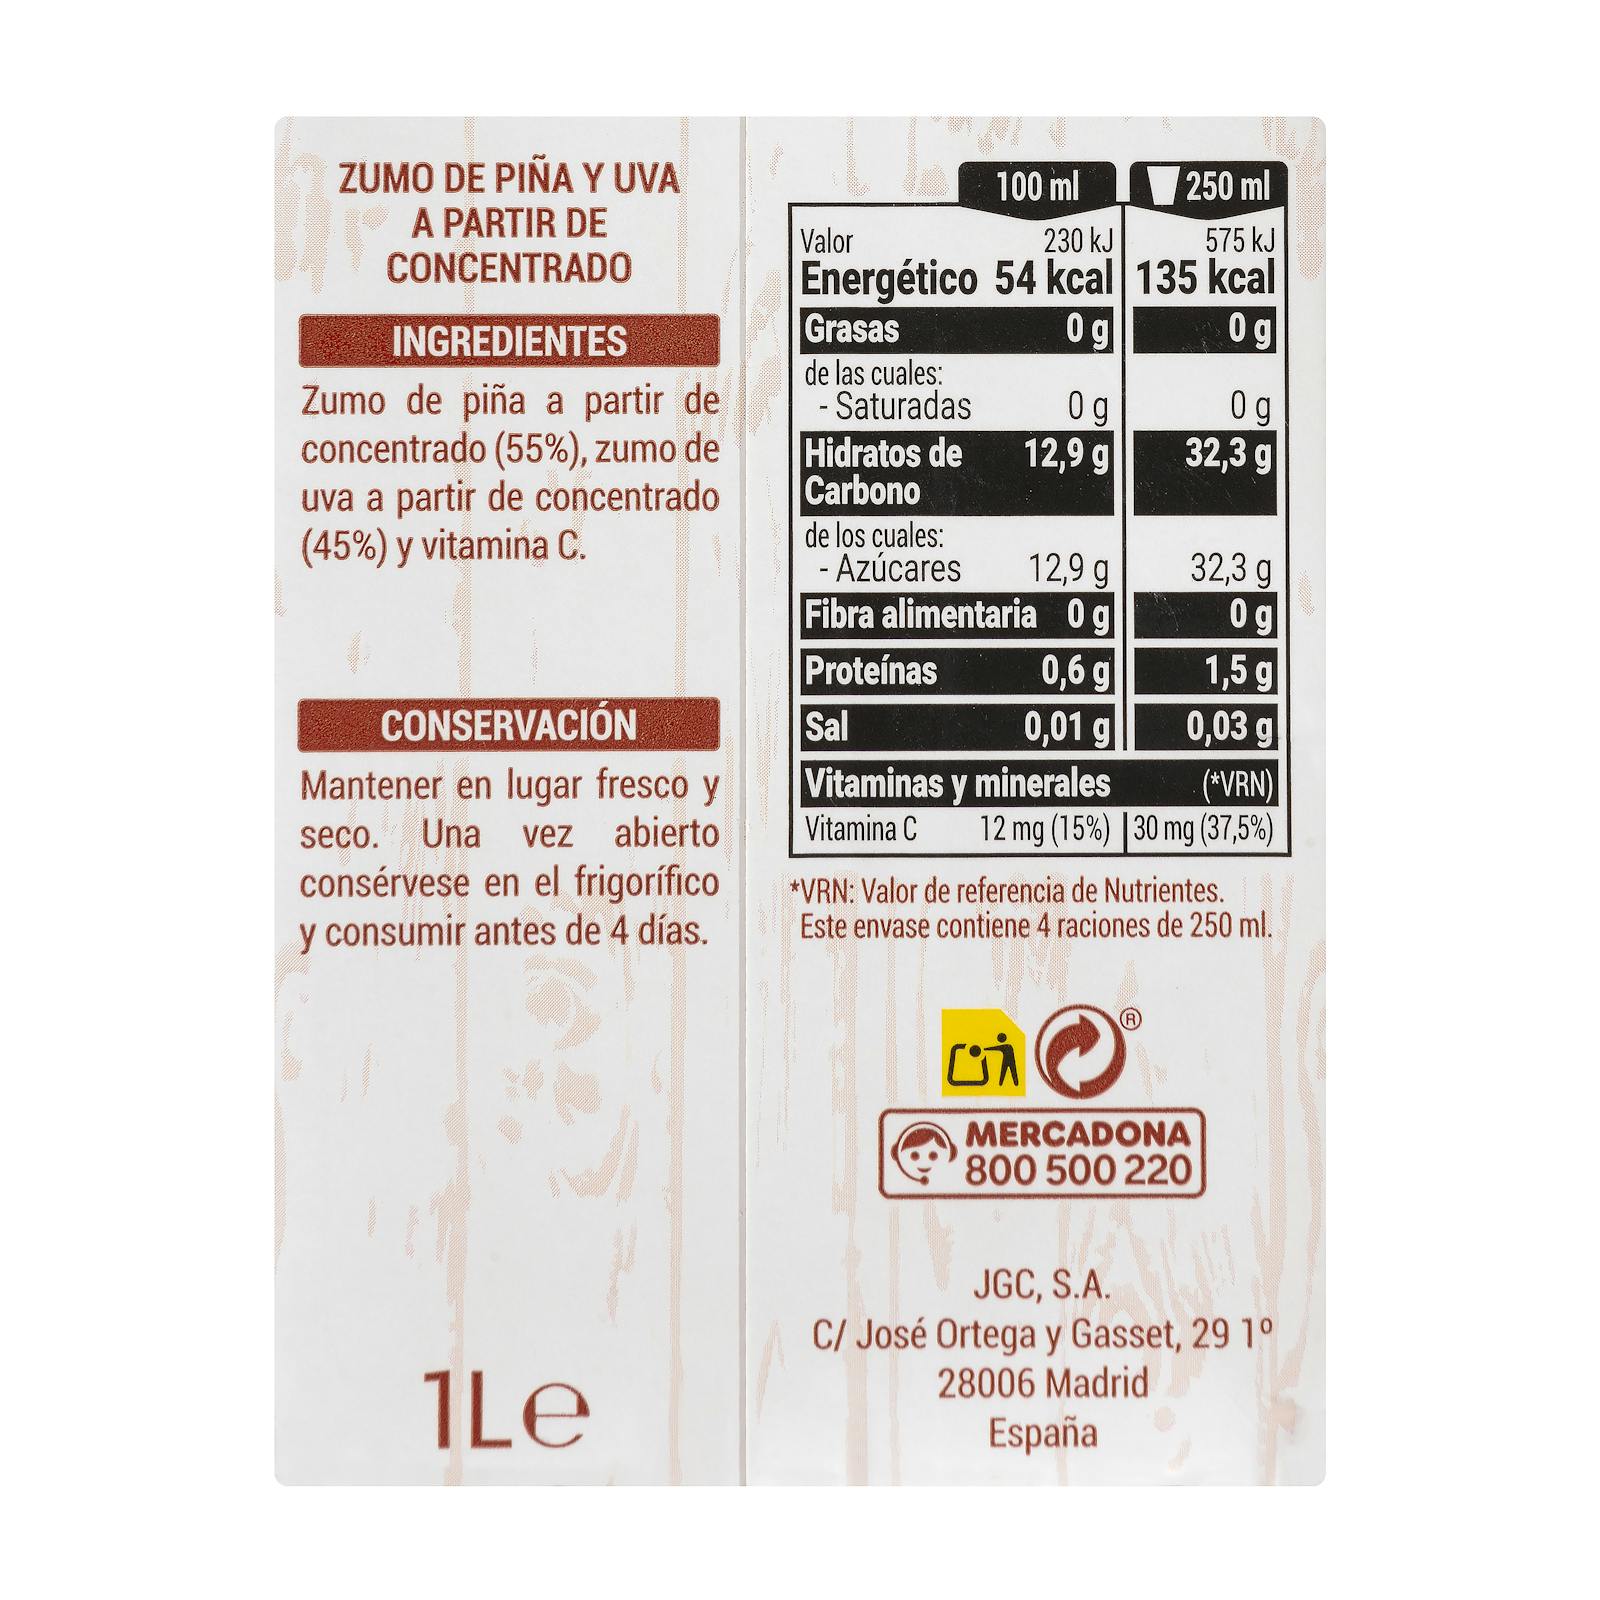 ZUMO DE PIÑA Y UVA
A PARTIR DE
CONCENTRADO
INGREDIENTES
Zumo de piña a partir de
concentrado (55%), zumo de
uva a partir de concentrado
(45%) y vitamina C.
CONSERVACIÓN
Mantener en lugar fresco y
seco. Una vez abierto
consérvese en el frigorífico
y consumir antes de 4 días.
1L e
100 ml 250 ml
Valor 230 kJ 575 kJ
Energético 54 kcal 135 kcal
Grasas 0 g 0 g
de las cuales:
- Saturadas 0 g 0 g
Hidratos de 12,9 g 32,3 g
Carbono
de los cuales:
- Azúcares 12,9 g 32,3 g
Fibra alimentaria 0 g 0 g
Proteínas 0,6 g 1,5 g
Sal 0,01 g 0,03 g
Vitaminas y minerales (*VRN)
Vitamina C 12 mg (15%) 30 mg (37,5%)
*VRN: Valor de referencia de Nutrientes.
Este envase contiene 4 raciones de 250 ml.
®
MERCADONA
800 500 220
JGC, S.A.
C/ José Ortega y Gasset, 29 1º
28006 Madrid
España